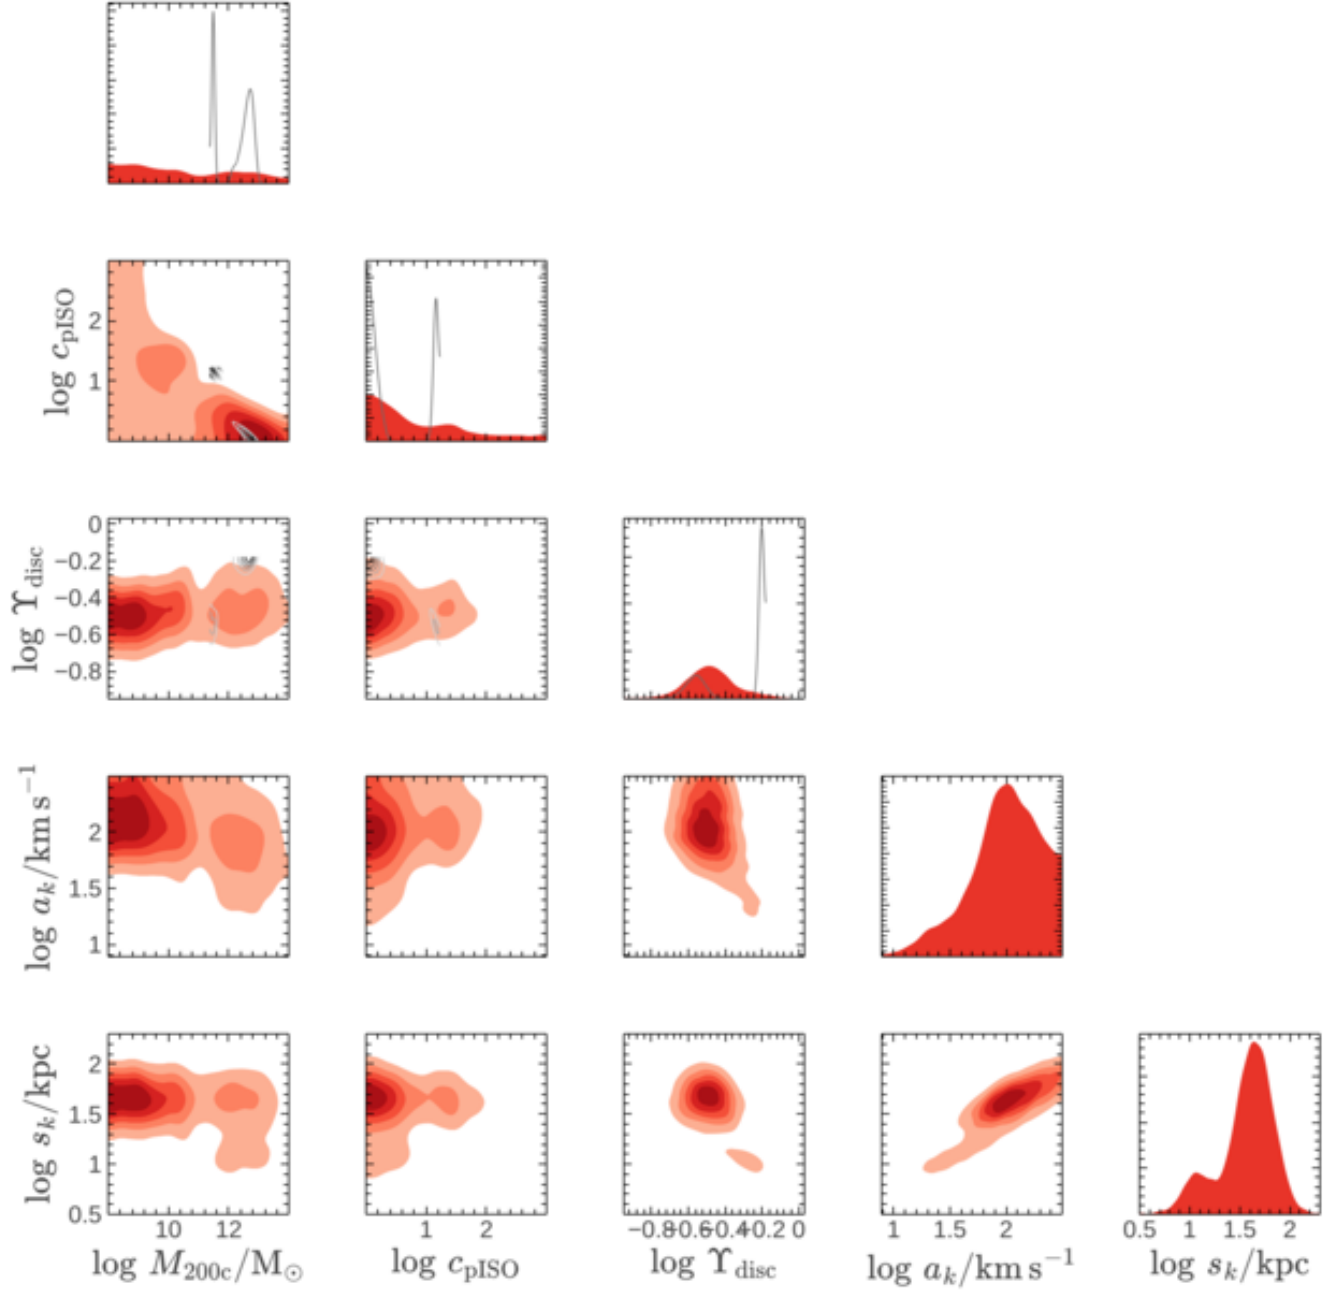 log c_pISO
2
1
log ϒ_disc
0
−0.2
−0.4
−0.6
−0.8
log a_k/km s⁻¹
2
1.5
1
log s_k/kpc
2
1.5
1
0.5
10 12
1 2
−0.8 −0.6 −0.4 −0.2 0
1 1.5 2
0.5 1 1.5 2
log M_200c/M_⊙
log c_pISO
log ϒ_disc
log a_k/km s⁻¹
log s_k/kpc